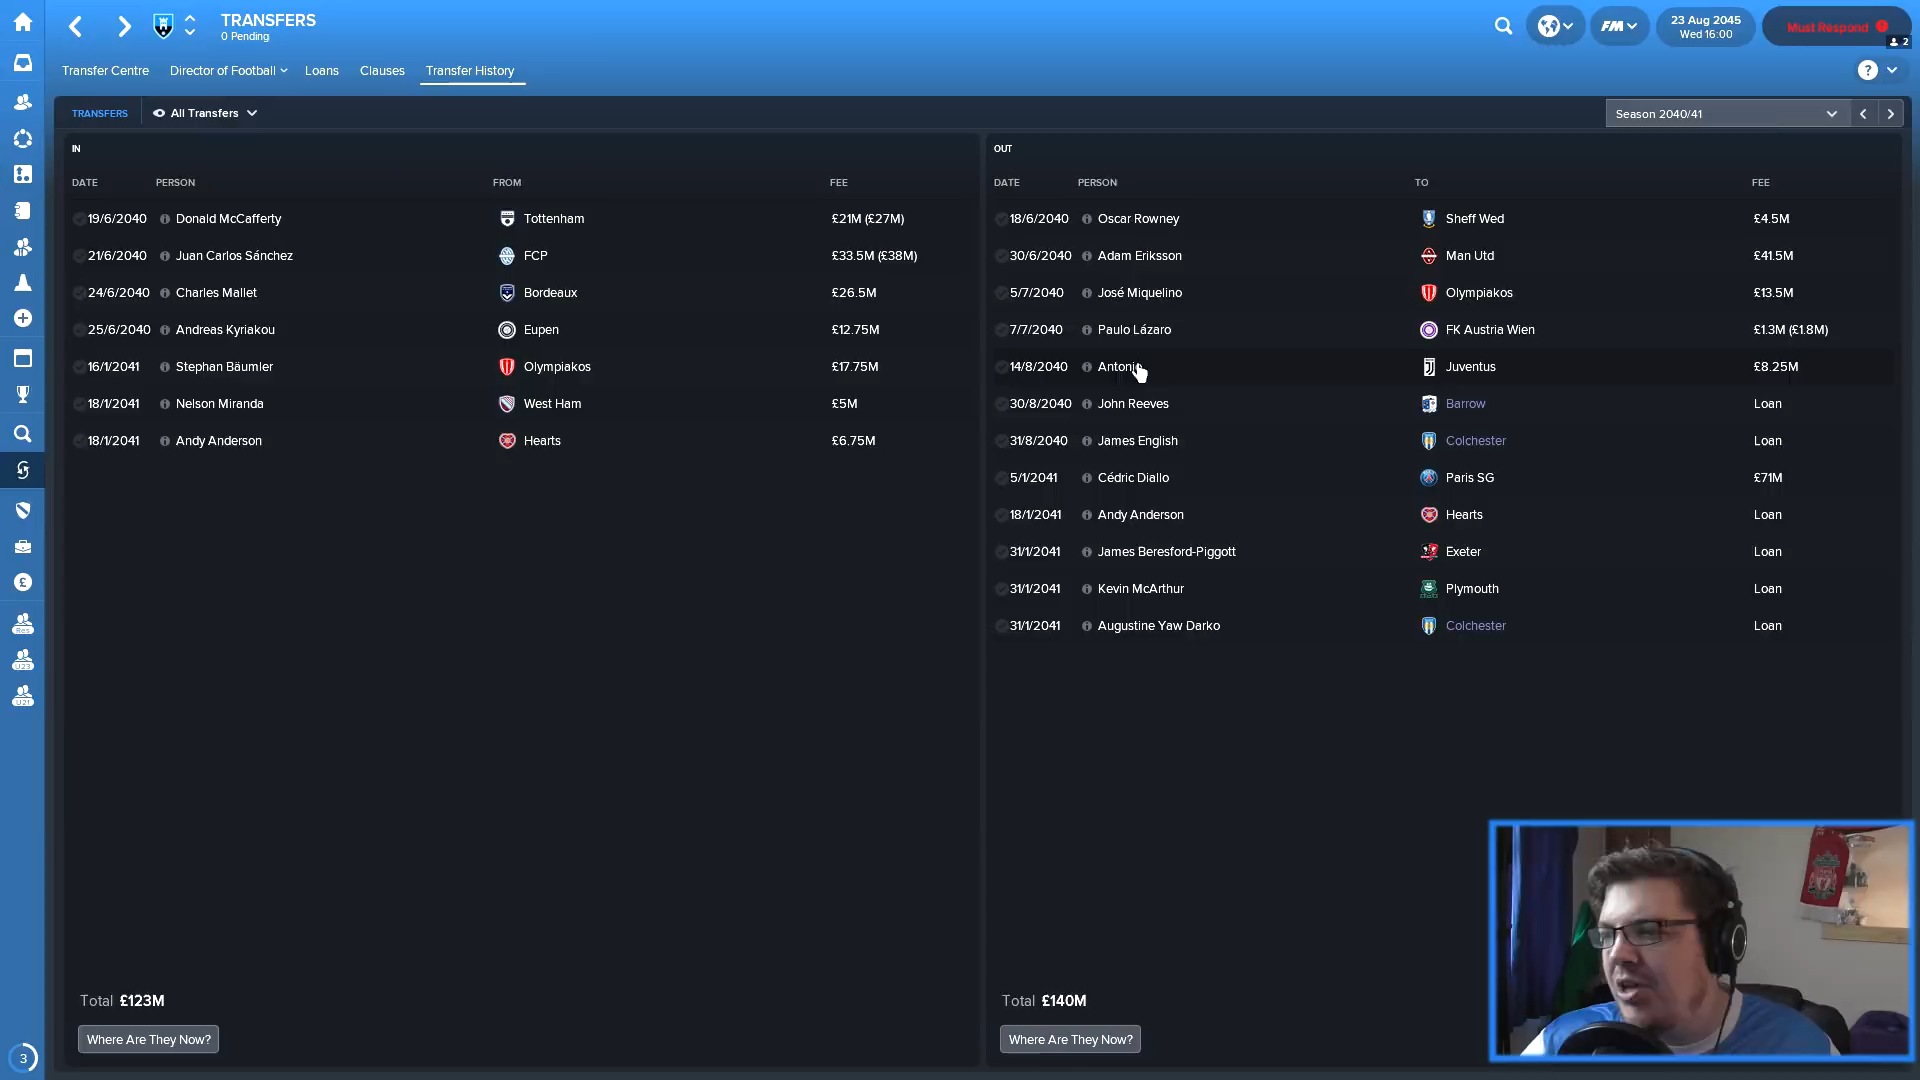 TRANSFERS
0 Pending
FM
23 Aug 2045
Wed 16:00
Must Respond
2
Transfer Centre
Director of Football
Loans
Clauses
Transfer History
?
TRANSFERS
All Transfers
Season 2040/41
IN
DATE PERSON FROM FEE
19/6/2040 Donald McCafferty Tottenham £21M (£27M)
21/6/2040 Juan Carlos Sánchez FCP £33.5M (£38M)
24/6/2040 Charles Mallet Bordeaux £26.5M
25/6/2040 Andreas Kyriakou Eupen £12.75M
16/1/2041 Stephan Bäumler Olympiakos £17.75M
18/1/2041 Nelson Miranda West Ham £5M
18/1/2041 Andy Anderson Hearts £6.75M
Total £123M
Where Are They Now?
OUT
DATE PERSON TO FEE
18/6/2040 Oscar Rowney Sheff Wed £4.5M
30/6/2040 Adam Eriksson Man Utd £41.5M
5/7/2040 José Miquelino Olympiakos £13.5M
7/7/2040 Paulo Lázaro FK Austria Wien £1.3M (£1.8M)
14/8/2040 Juventus £8.25M
30/8/2040 John Reeves Barrow Loan
31/8/2040 James English Colchester Loan
5/1/2041 Cédric Diallo Paris SG £71M
18/1/2041 Andy Anderson Hearts Loan
31/1/2041 James Beresford-Piggott Exeter Loan
31/1/2041 Kevin McArthur Plymouth Loan
31/1/2041 Augustine Yaw Darko Colchester Loan
Total £140M
Where Are They Now?
Res
U23
U21
3